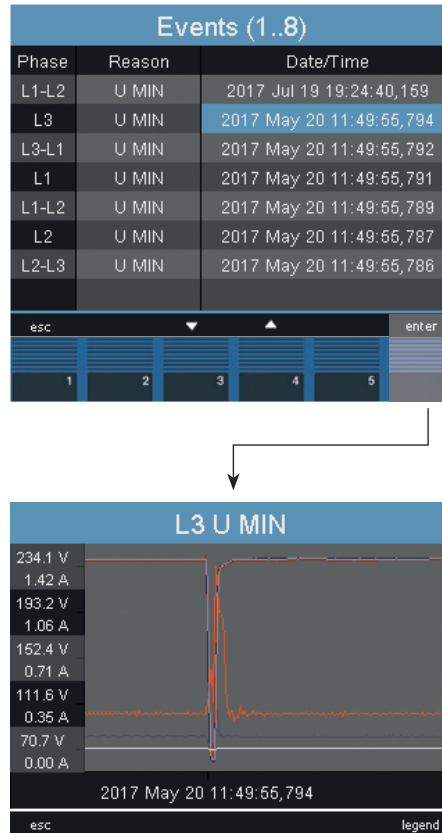 Events (1..8)
Phase Reason Date/Time
L1-L2 U MIN 2017 Jul 19 19:24:40,159
L3 U MIN 2017 May 20 11:49:55,794
L3-L1 U MIN 2017 May 20 11:49:55,792
L1 U MIN 2017 May 20 11:49:55,791
L1-L2 U MIN 2017 May 20 11:49:55,789
L2 U MIN 2017 May 20 11:49:55,787
L2-L3 U MIN 2017 May 20 11:49:55,786
esc enter
1 2 3 4 5
L3 U MIN
234.1 V
1.42 A
193.2 V
1.06 A
152.4 V
0.71 A
111.6 V
0.35 A
70.7 V
0.00 A
2017 May 20 11:49:55,794
esc legend